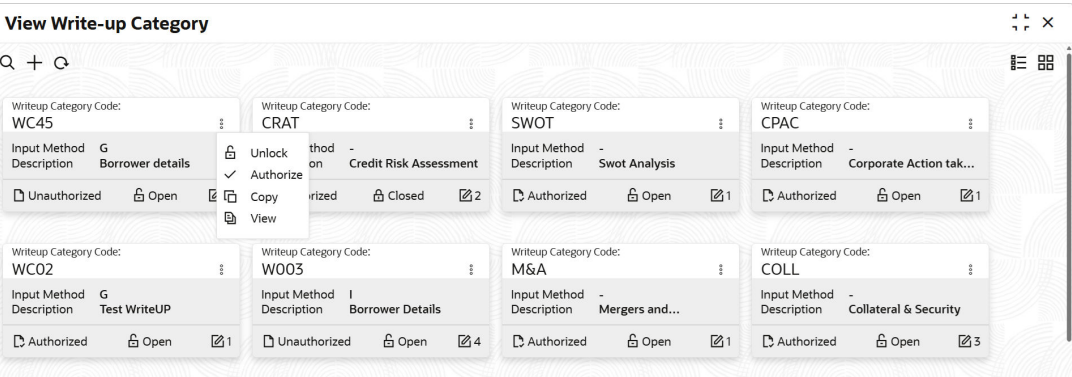 View Write-up Category
Writeup Category Code:
WC45
Input Method G
Description Borrower details
Unauthorized Open
Unlock
Authorize
Copy
View
Writeup Category Code:
CRAT
thod -
on Credit Risk Assessment
rized Closed 2
Writeup Category Code:
SWOT
Input Method -
Description Swot Analysis
Authorized Open 1
Writeup Category Code:
CPAC
Input Method -
Description Corporate Action tak...
Authorized Open 1
Writeup Category Code:
WC02
Input Method G
Description Test WriteUP
Authorized Open 1
Writeup Category Code:
W003
Input Method I
Description Borrower Details
Unauthorized Open 4
Writeup Category Code:
M&A
Input Method -
Description Mergers and...
Authorized Open 1
Writeup Category Code:
COLL
Input Method -
Description Collateral & Security
Authorized Open 3